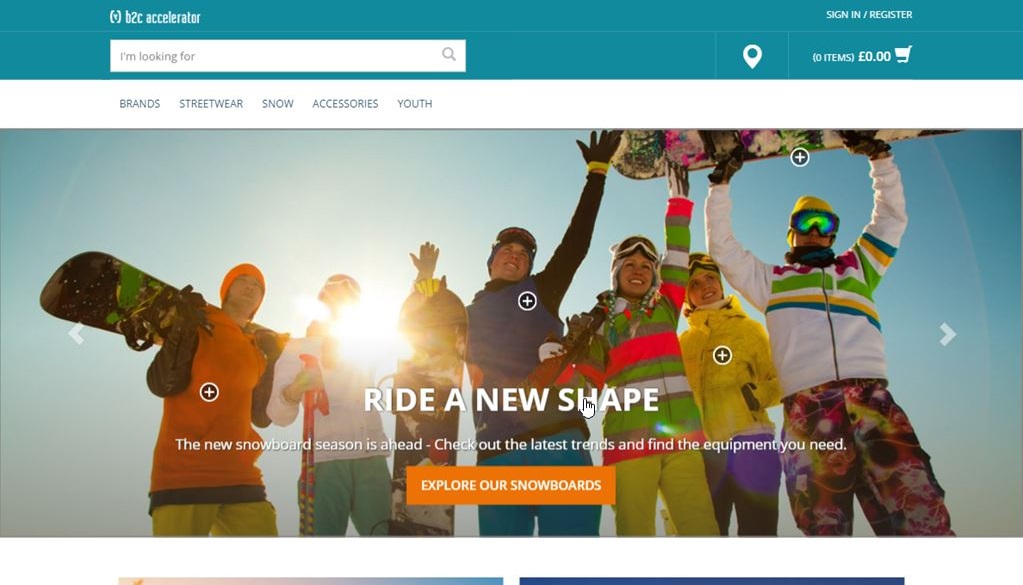 b2c accelerator
SIGN IN / REGISTER
I'm looking for
(0 ITEMS) £0.00
BRANDS STREETWEAR SNOW ACCESSORIES YOUTH
RIDE A NEW SHAPE
The new snowboard season is ahead - Check out the latest trends and find the equipment you need.
EXPLORE OUR SNOWBOARDS